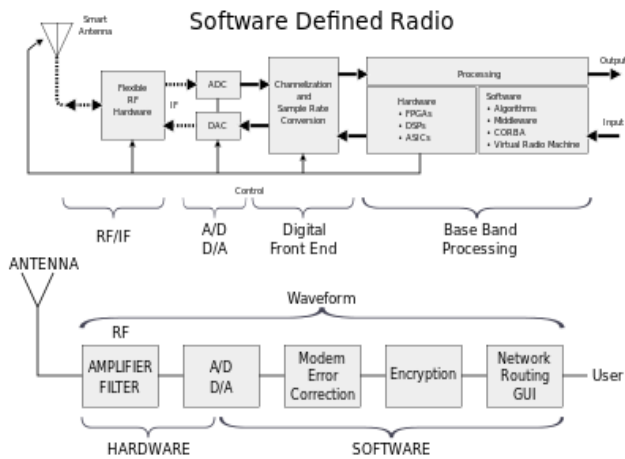 Software Defined Radio
Smart
Antenna
Flexible
RF
Hardware
IF
ADC
DAC
Channelization
and
Sample Rate
Conversion
Processing
Hardware
• FPGAs
• DSPs
• ASICs
Software
• Algorithms
• Middleware
• CORBA
• Virtual Radio Machine
Output
Input
Control
RF/IF
A/D
D/A
Digital
Front End
Base Band
Processing
ANTENNA
Waveform
RF
AMPLIFIER
FILTER
A/D
D/A
Modem
Error
Correction
Encryption
Network
Routing
GUI
User
HARDWARE
SOFTWARE